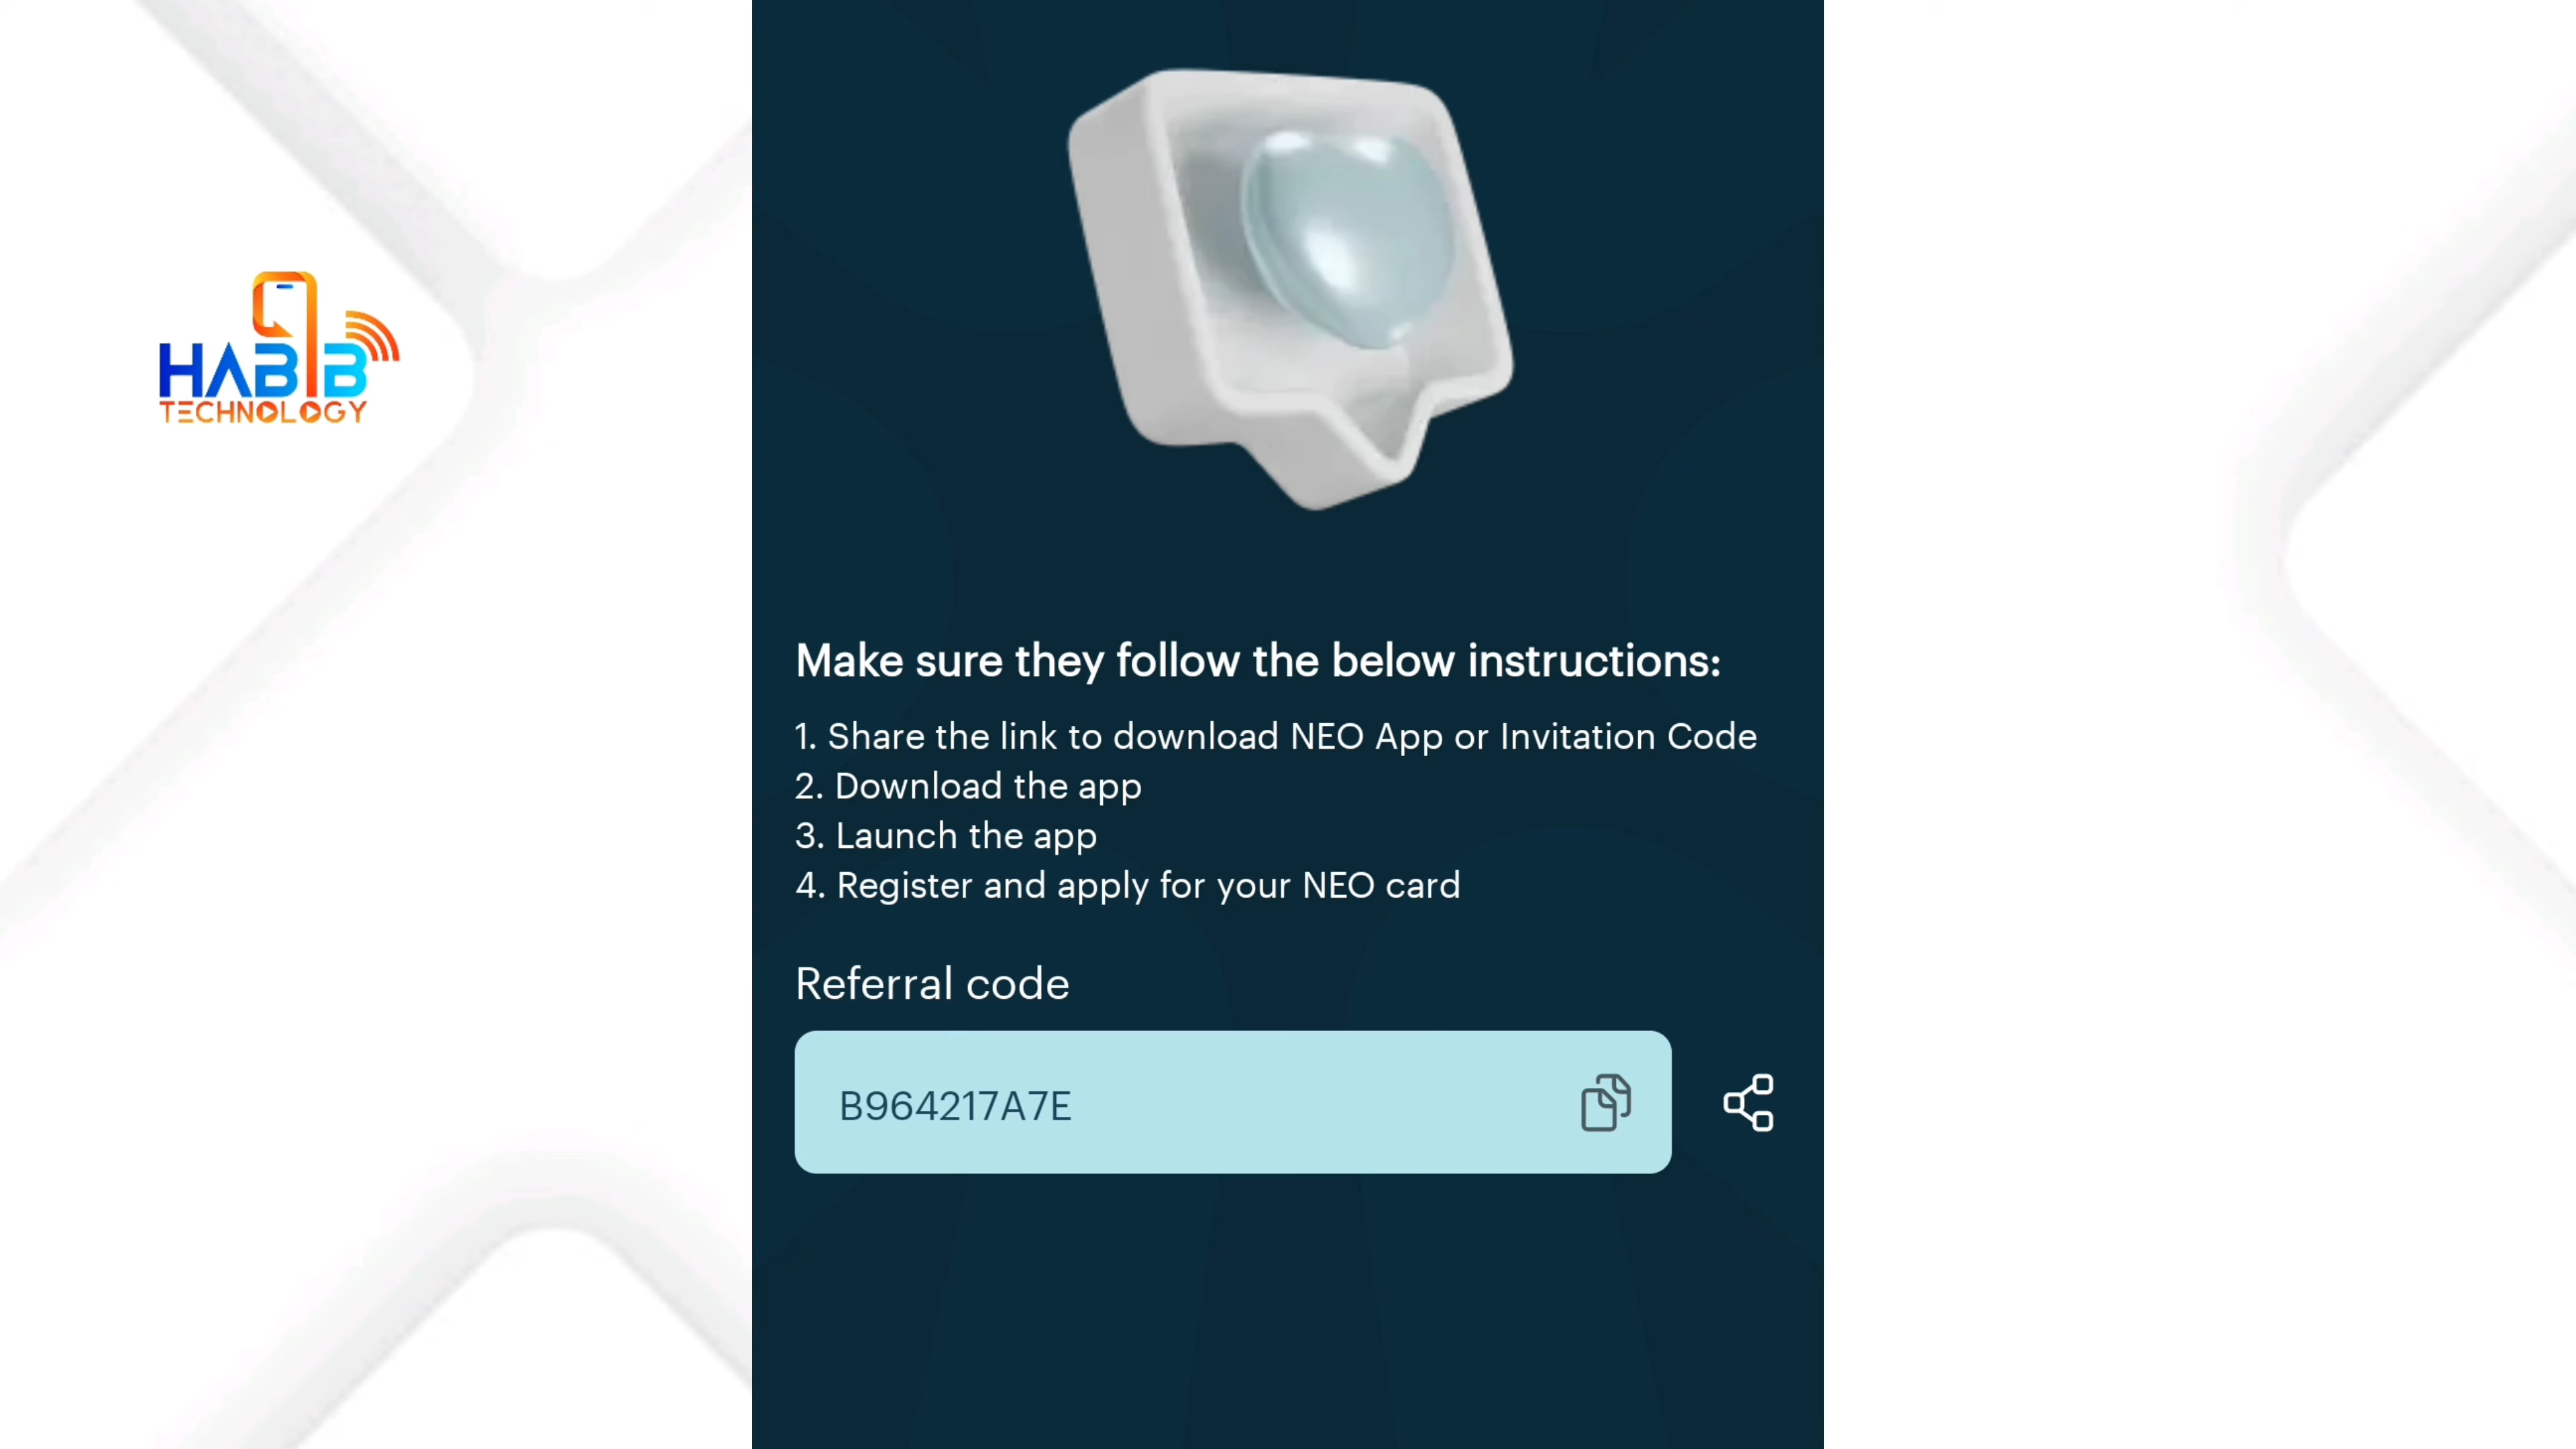 HABIB
TECHNOLOGY
Make sure they follow the below instructions:
1. Share the link to download NEO App or Invitation Code
2. Download the app
3. Launch the app
4. Register and apply for your NEO card
Referral code
B964217A7E